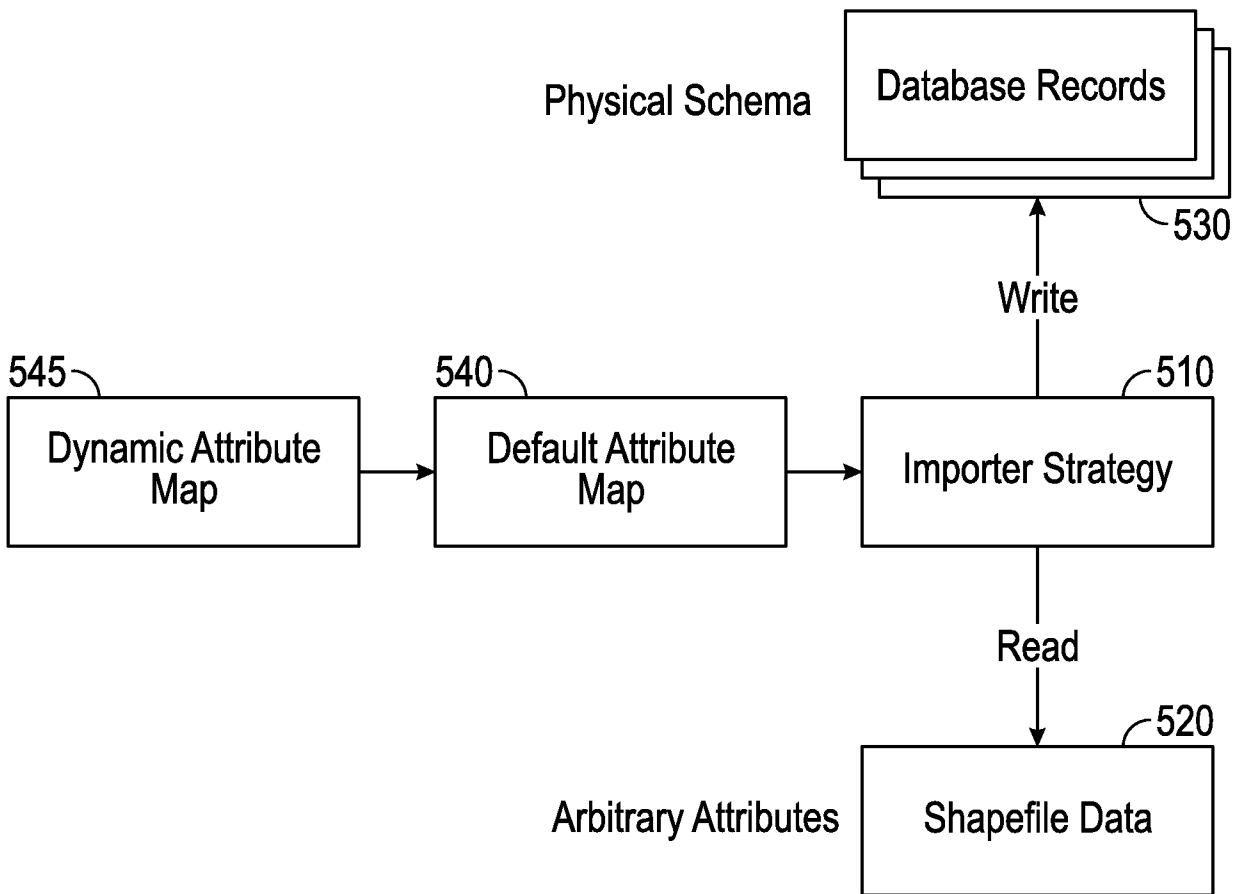 Database Records
Physical Schema
530
Write
545
540
510
Dynamic Attribute
Map
Default Attribute
Map
Importer Strategy
Read
520
Arbitrary Attributes
Shapefile Data